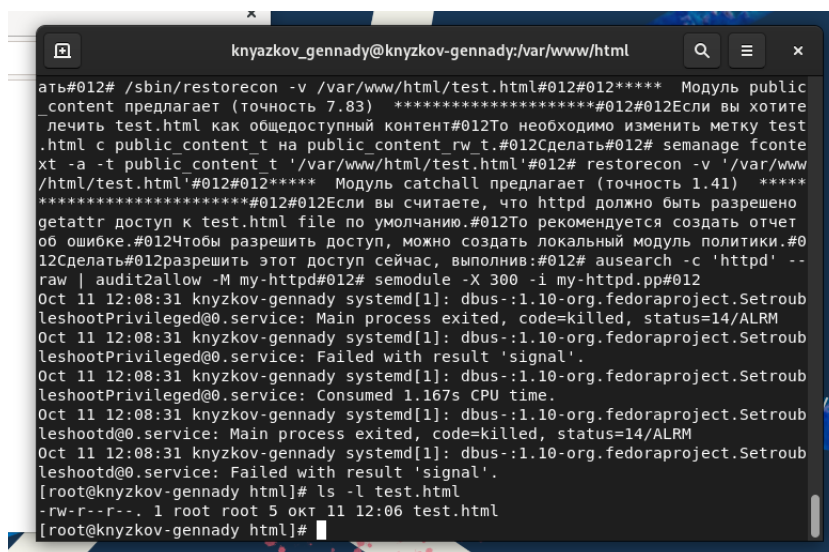 knyazkov_gennady@knyzkov-gennady:/var/www/html
ать#012# /sbin/restorecon -v /var/www/html/test.html#012#012*****  Модуль public
_content предлагает (точность 7.83)  *********************#012#012Если вы хотите
 лечить test.html как общедоступный контент#012То необходимо изменить метку test
.html с public_content_t на public_content_rw_t.#012Сделать#012# semanage fconte
xt -a -t public_content_t '/var/www/html/test.html'#012# restorecon -v '/var/www
/html/test.html'#012#012*****  Модуль catchall предлагает (точность 1.41)  *****
**********************#012#012Если вы считаете, что httpd должно быть разрешено 
getattr доступ к test.html file по умолчанию.#012То рекомендуется создать отчет 
об ошибке.#012Чтобы разрешить доступ, можно создать локальный модуль политики.#0
12Сделать#012разрешить этот доступ сейчас, выполнив:#012# ausearch -c 'httpd' --
raw | audit2allow -M my-httpd#012# semodule -X 300 -i my-httpd.pp#012
Oct 11 12:08:31 knyzkov-gennady systemd[1]: dbus-:1.10-org.fedoraproject.Setroub
leshootPrivileged@0.service: Main process exited, code=killed, status=14/ALRM
Oct 11 12:08:31 knyzkov-gennady systemd[1]: dbus-:1.10-org.fedoraproject.Setroub
leshootPrivileged@0.service: Failed with result 'signal'.
Oct 11 12:08:31 knyzkov-gennady systemd[1]: dbus-:1.10-org.fedoraproject.Setroub
leshootPrivileged@0.service: Consumed 1.167s CPU time.
Oct 11 12:08:31 knyzkov-gennady systemd[1]: dbus-:1.10-org.fedoraproject.Setroub
leshootd@0.service: Main process exited, code=killed, status=14/ALRM
Oct 11 12:08:31 knyzkov-gennady systemd[1]: dbus-:1.10-org.fedoraproject.Setroub
leshootd@0.service: Failed with result 'signal'.
[root@knyzkov-gennady html]# ls -l test.html
-rw-r--r--. 1 root root 5 окт 11 12:06 test.html
[root@knyzkov-gennady html]#